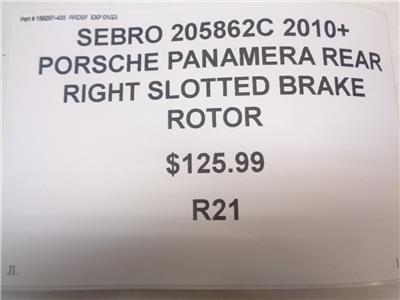 Part # 188297-435 RRDBF EXP 01/23
SEBRO 205862C 2010+
PORSCHE PANAMERA REAR
RIGHT SLOTTED BRAKE
ROTOR
$125.99
R21
JL